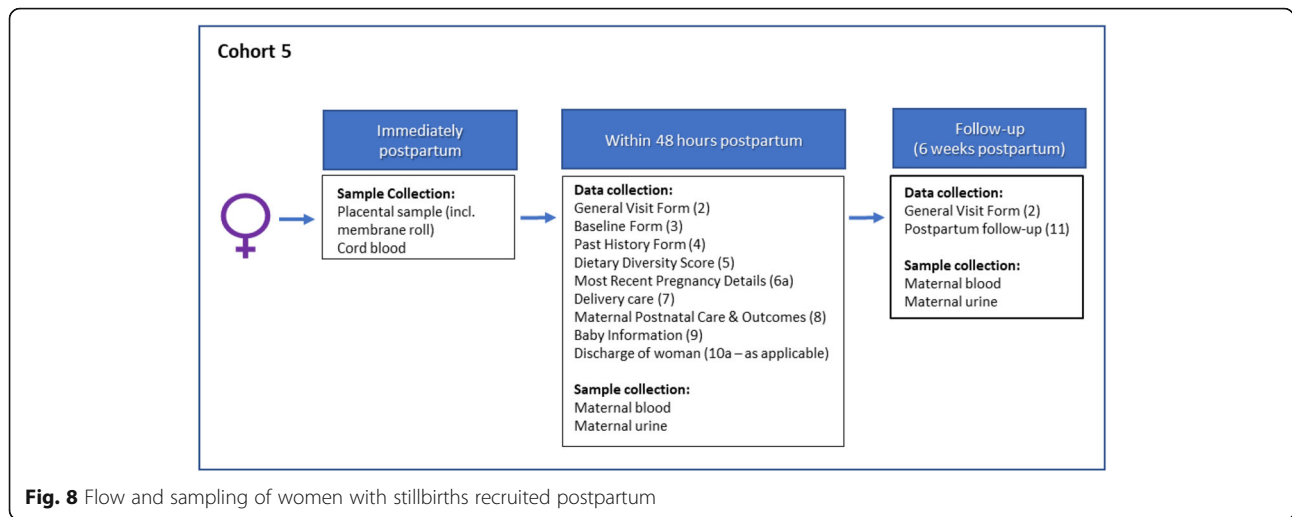 Cohort 5
Immediately
postpartum
Sample Collection:
Placental sample (incl.
membrane roll)
Cord blood
Within 48 hours postpartum
Data collection:
General Visit Form (2)
Baseline Form (3)
Past History Form (4)
Dietary Diversity Score (5)
Most Recent Pregnancy Details (6a)
Delivery care (7)
Maternal Postnatal Care & Outcomes (8)
Baby Information (9)
Discharge of woman (10a – as applicable)
Sample collection:
Maternal blood
Maternal urine
Follow-up
(6 weeks postpartum)
Data collection:
General Visit Form (2)
Postpartum follow-up (11)
Sample collection:
Maternal blood
Maternal urine
Fig. 8 Flow and sampling of women with stillbirths recruited postpartum